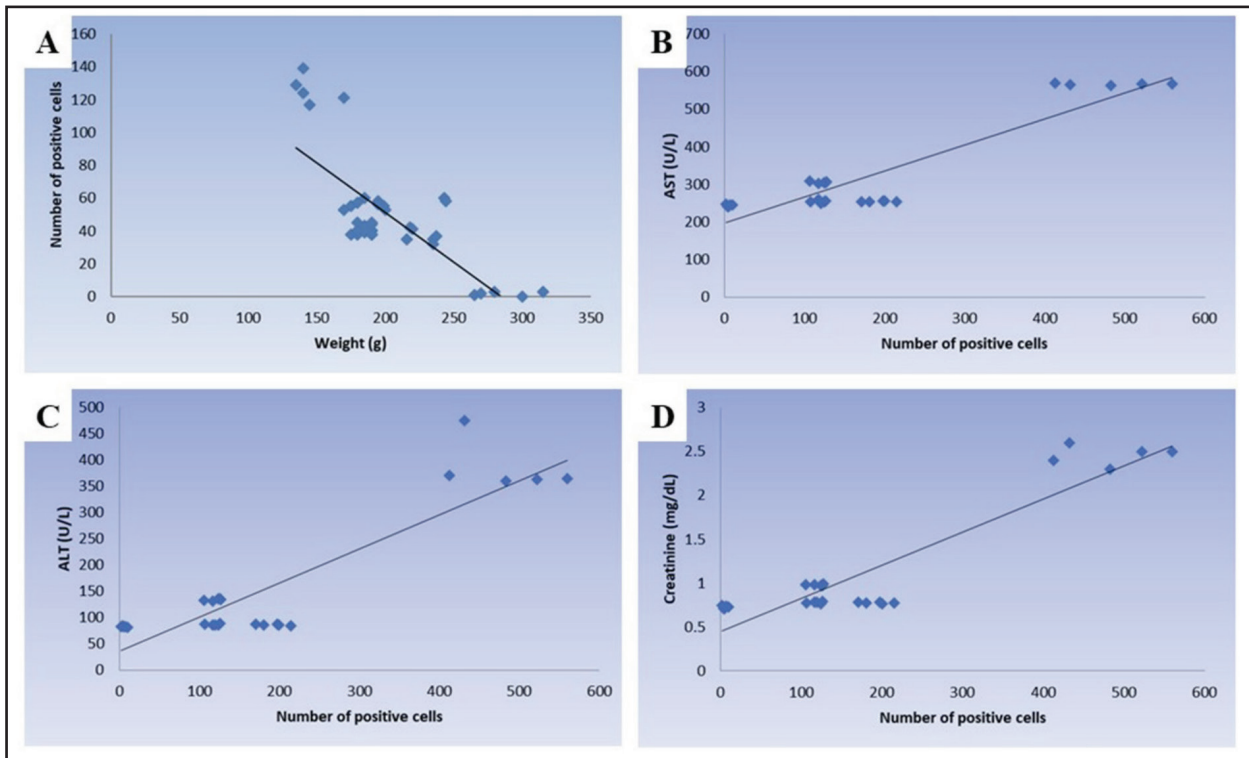 A
160
140
120
100
80
60
40
20
0
Number of positive cells
0 50 100 150 200 250 300 350
Weight (g)
B
700
600
500
400
300
200
100
0
AST (U/L)
0 100 200 300 400 500 600
Number of positive cells
C
500
450
400
350
300
250
200
150
100
50
0
ALT (U/L)
0 100 200 300 400 500 600
Number of positive cells
D
3
2.5
2
1.5
1
0.5
0
Creatinine (mg/dL)
0 100 200 300 400 500 600
Number of positive cells